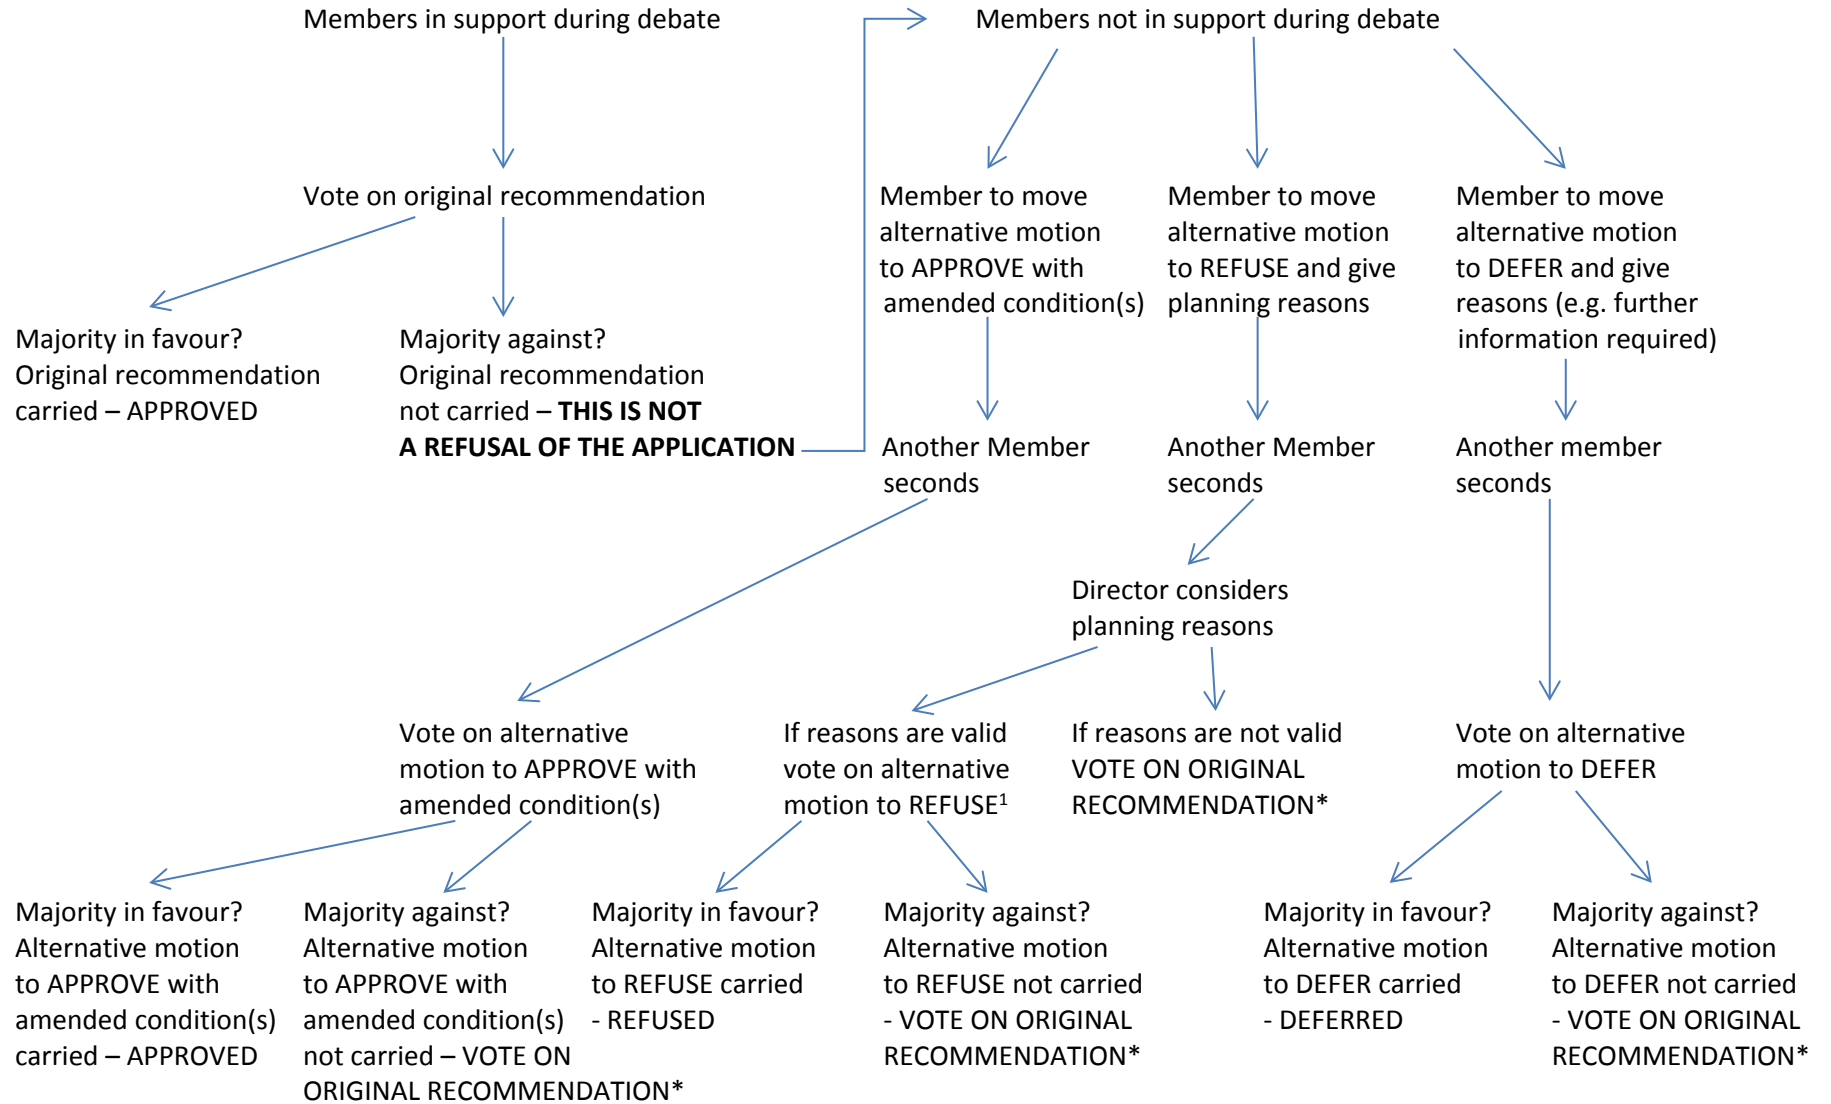 Members in support during debate
Members not in support during debate
Vote on original recommendation
Majority in favour?
Original recommendation
carried – APPROVED
Majority against?
Original recommendation
not carried – THIS IS NOT
A REFUSAL OF THE APPLICATION
Member to move
alternative motion
to APPROVE with
amended condition(s)
Member to move
alternative motion
to REFUSE and give
planning reasons
Member to move
alternative motion
to DEFER and give
reasons (e.g. further
information required)
Another Member
seconds
Another Member
seconds
Another member
seconds
Director considers
planning reasons
Vote on alternative
motion to APPROVE with
amended condition(s)
If reasons are valid
vote on alternative
motion to REFUSE¹
If reasons are not valid
VOTE ON ORIGINAL
RECOMMENDATION*
Vote on alternative
motion to DEFER
Majority in favour?
Alternative motion
to APPROVE with
amended condition(s)
carried – APPROVED
Majority against?
Alternative motion
to APPROVE with
amended condition(s)
not carried – VOTE ON
ORIGINAL RECOMMENDATION*
Majority in favour?
Alternative motion
to REFUSE carried
- REFUSED
Majority against?
Alternative motion
to REFUSE not carried
- VOTE ON ORIGINAL
RECOMMENDATION*
Majority in favour?
Alternative motion
to DEFER carried
- DEFERRED
Majority against?
Alternative motion
to DEFER not carried
- VOTE ON ORIGINAL
RECOMMENDATION*